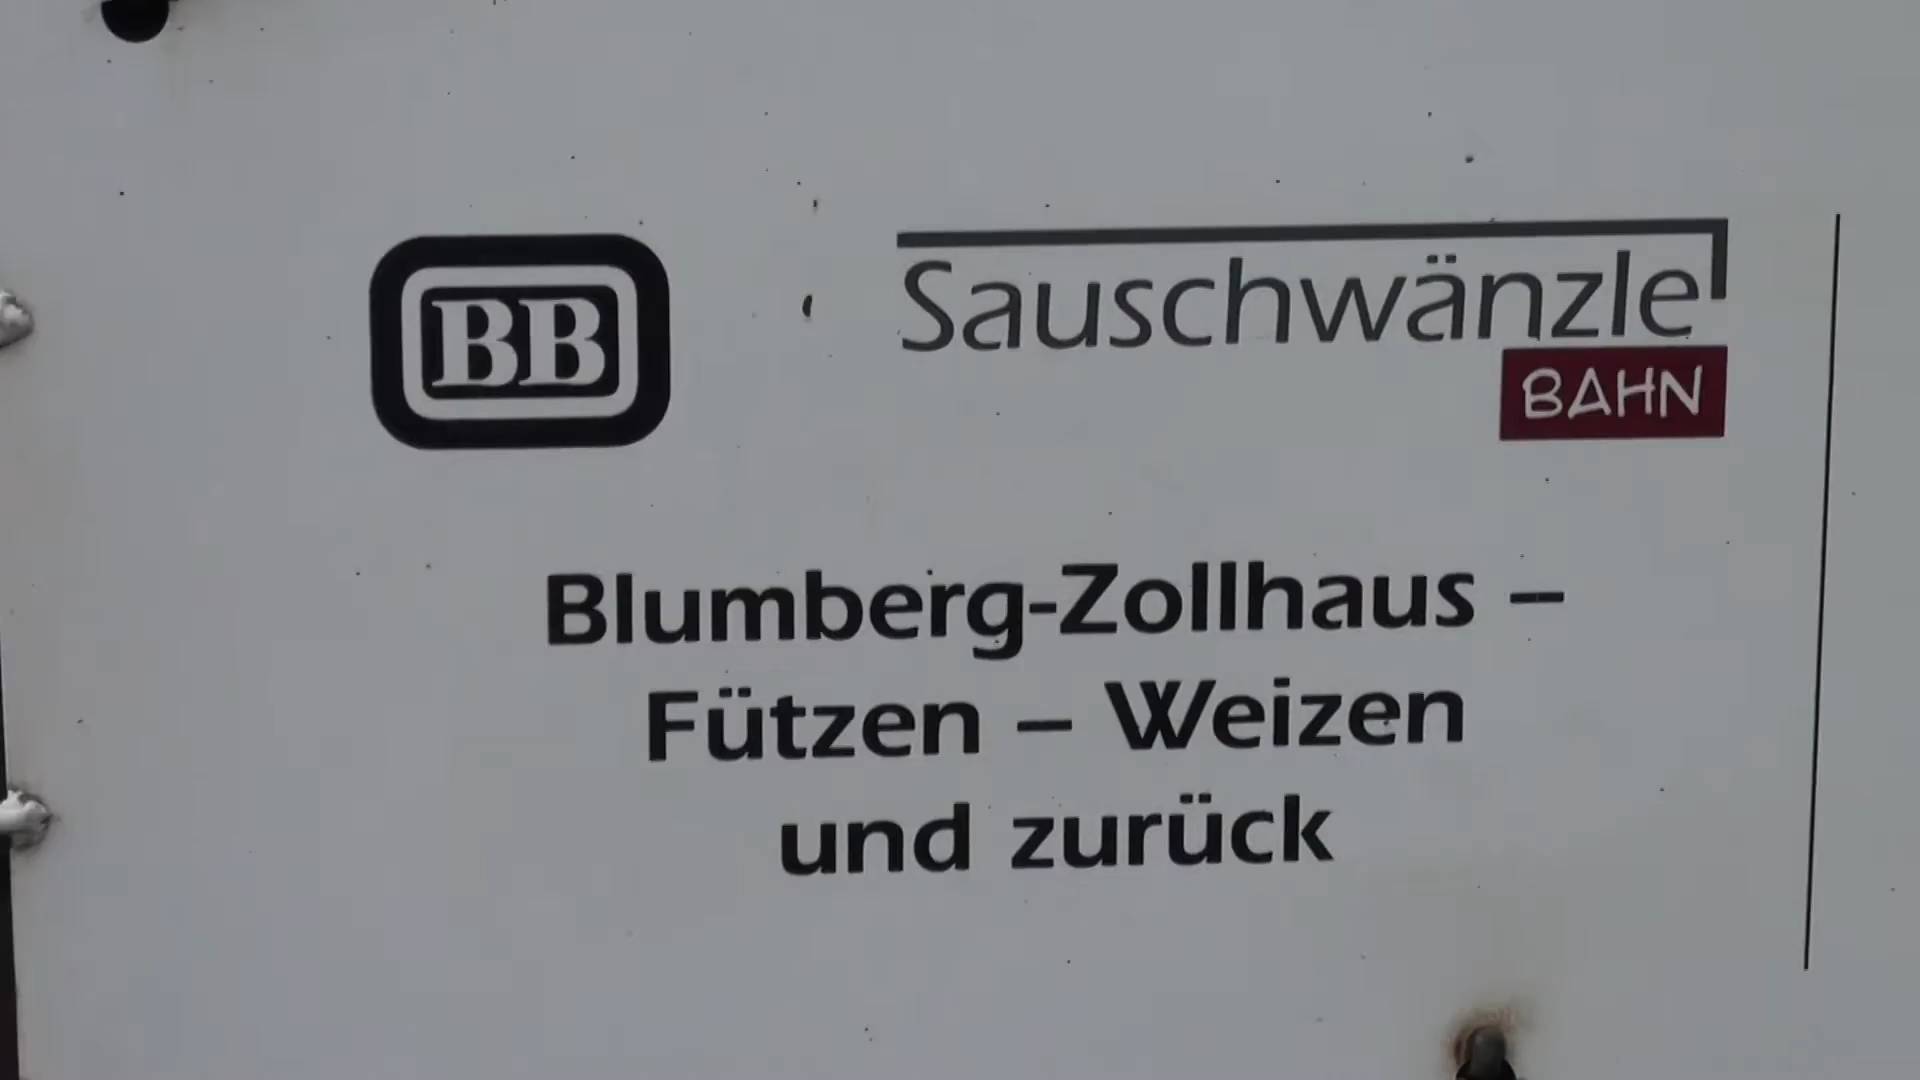 BB
Sauschwänzle
BAHN
Blumberg-Zollhaus –
Fützen – Weizen
und zurück